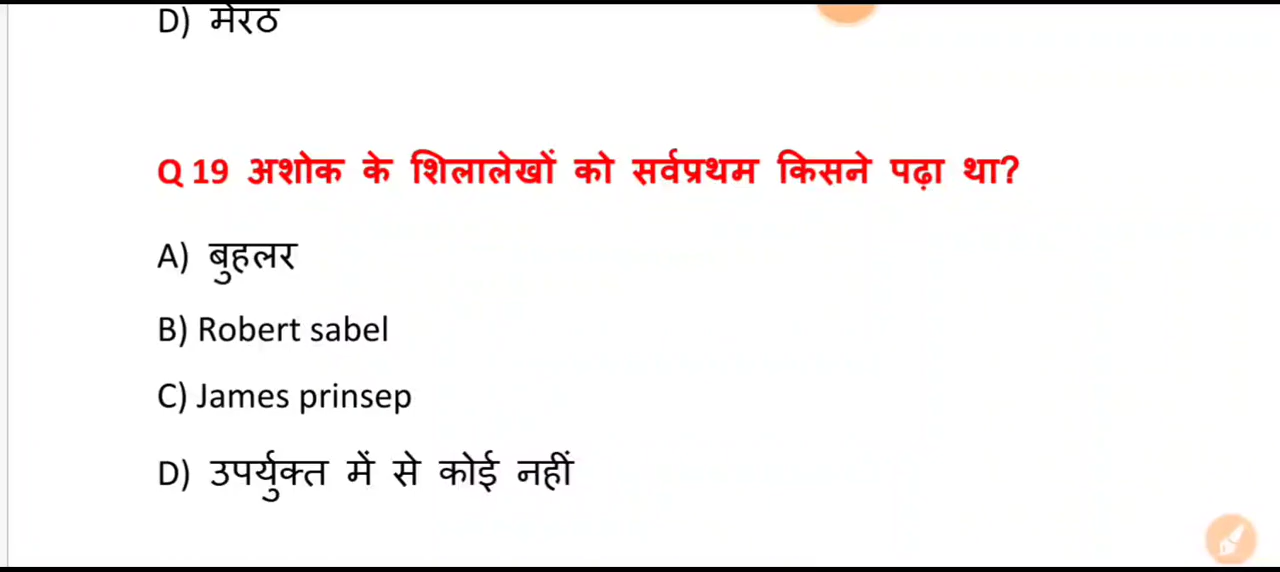 D) मेरठ
Q 19 अशोक के शिलालेखों को सर्वप्रथम किसने पढ़ा था?
A) बुहलर
B) Robert sabel
C) James prinsep
D) उपर्युक्त में से कोई नहीं